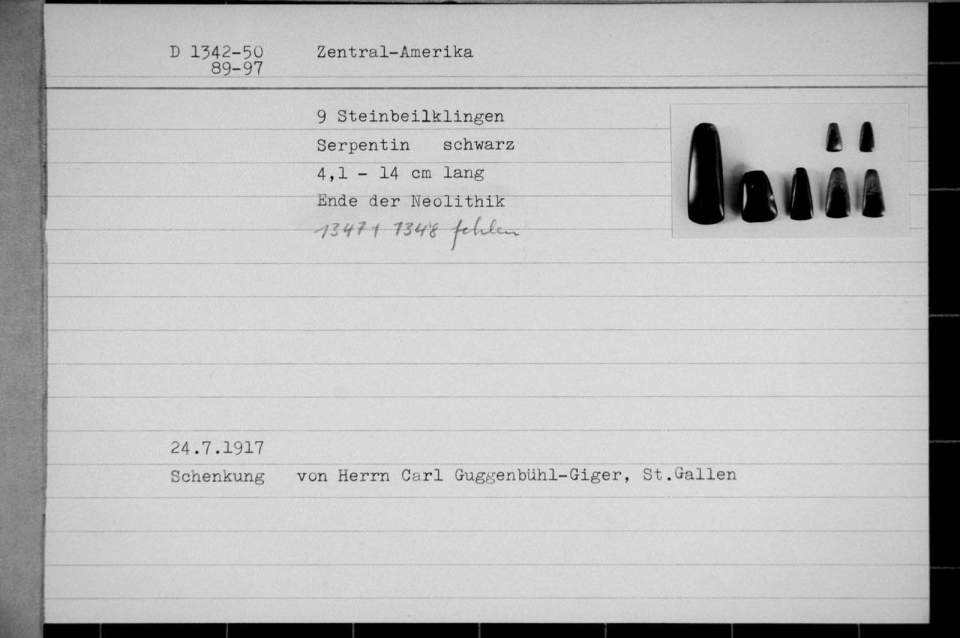 D 1342-50 Zentral-Amerika
89-97
9 Steinbeilklingen
Serpentin schwarz
4,1 - 14 cm lang
Ende der Neolithik
1347+ 1348 fehlen
24.7.1917
Schenkung von Herrn Carl Guggenbühl-Giger, St.Gallen